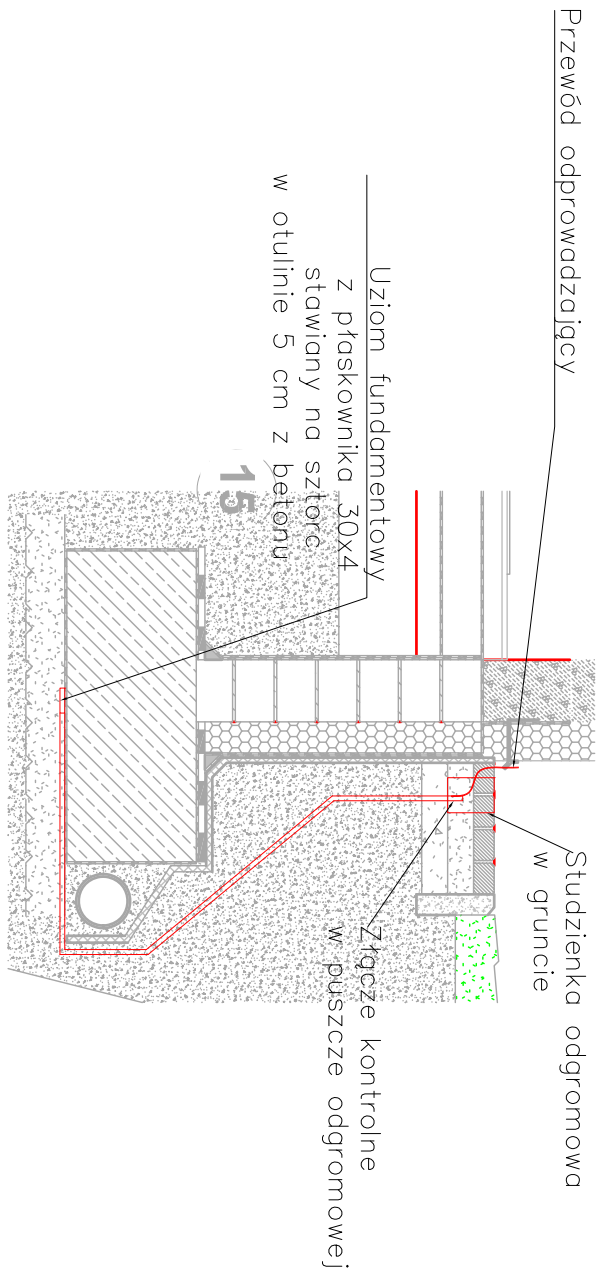 Przewód odprowadzający
Uziom fundamentowy
z płaskownika 30x4
stawiany na sztorc
w otulinie 5 cm z betonu
15
Studzienka odgromowa
w gruncie
Złącze kontrolne
w puszcze odgromowej